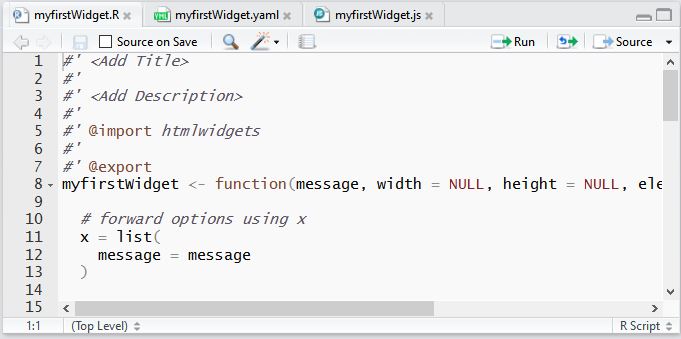 myfirstWidget.R myfirstWidget.yaml myfirstWidget.js
Source on Save Run Source
1 #' <Add Title>
2 #'
3 #' <Add Description>
4 #'
5 #' @import htmlwidgets
6 #'
7 #' @export
8 myfirstWidget <- function(message, width = NULL, height = NULL, ele
9
10 # forward options using x
11 x = list(
12 message = message
13 )
14
15
1:1 (Top Level) R Script